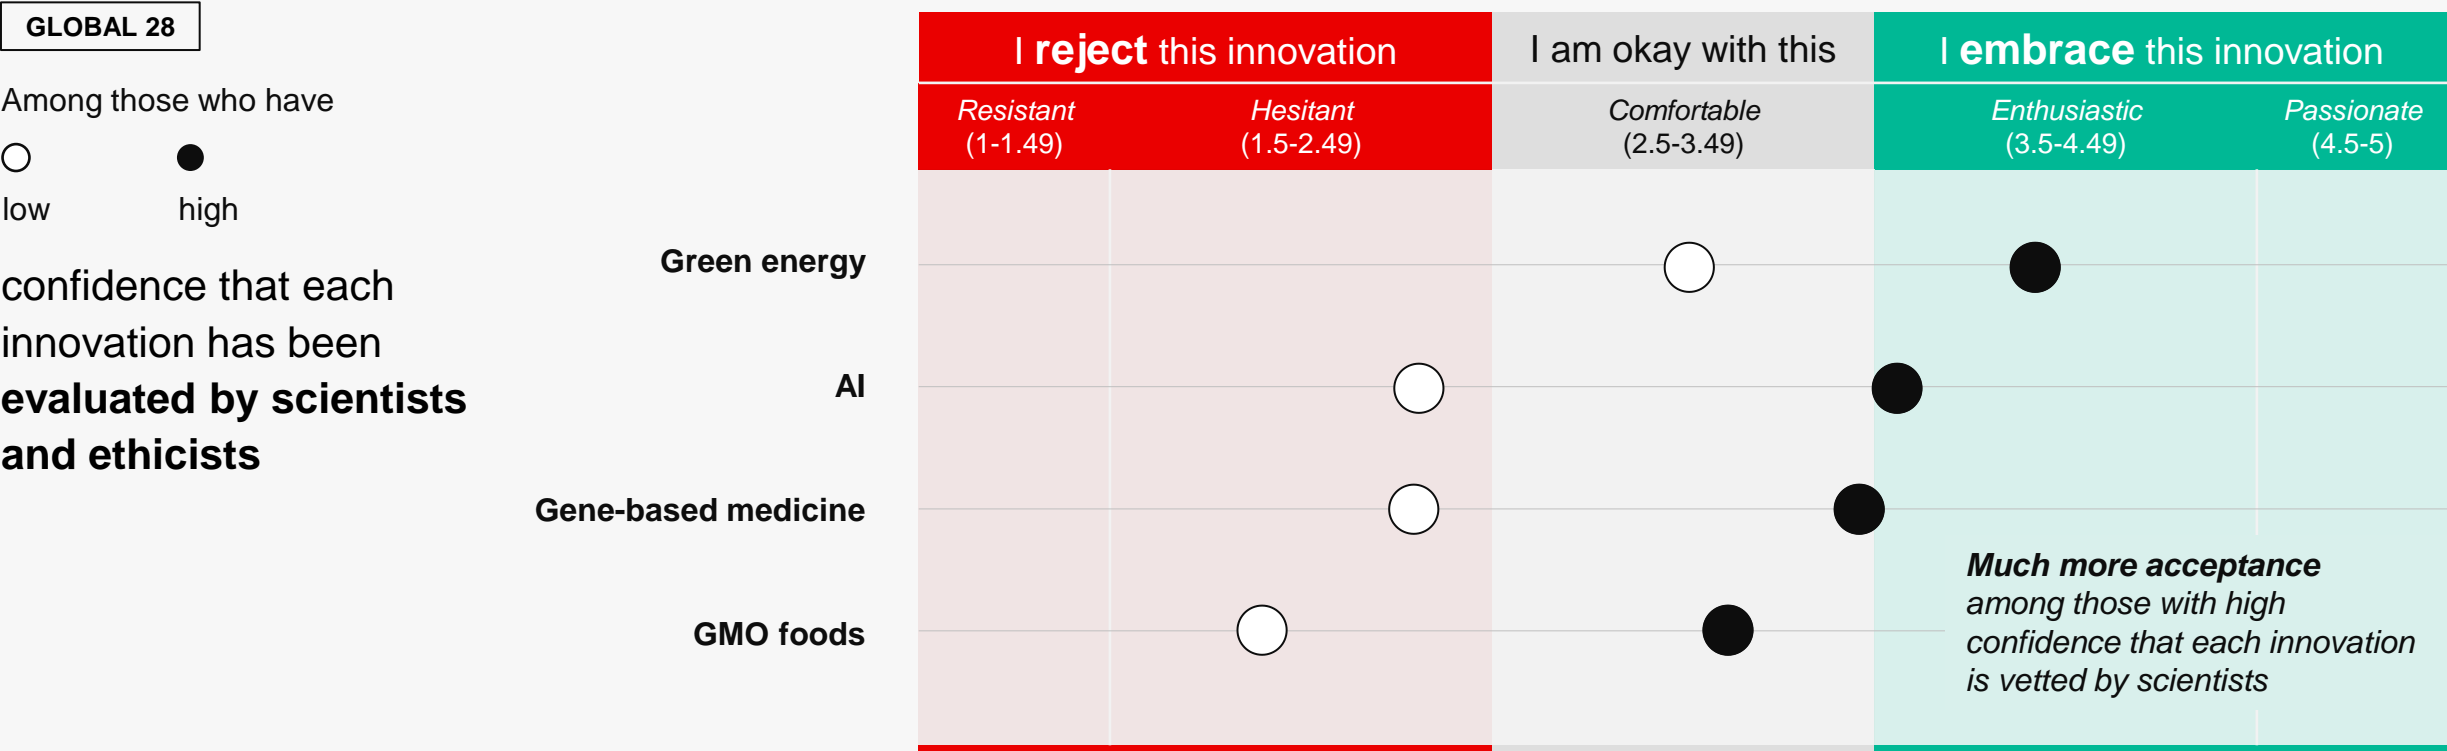 GLOBAL 28
Among those who have
low high
confidence that each
innovation has been
evaluated by scientists
and ethicists
I reject this innovation
I am okay with this
I embrace this innovation
Resistant
(1-1.49)
Hesitant
(1.5-2.49)
Comfortable
(2.5-3.49)
Enthusiastic
(3.5-4.49)
Passionate
(4.5-5)
Green energy
AI
Gene-based medicine
GMO foods
Much more acceptance
among those with high
confidence that each innovation
is vetted by scientists